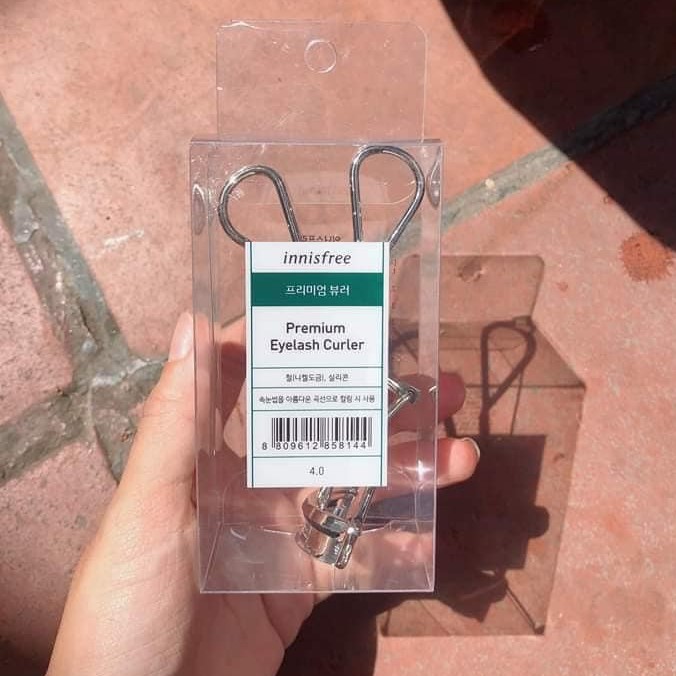 innisfree
프리미엄 뷰러
Premium
Eyelash Curler
철(니켈도금), 실리콘
속눈썹을 아름다운 곡선으로 컬링 시 사용
8 809612 858144
4.0